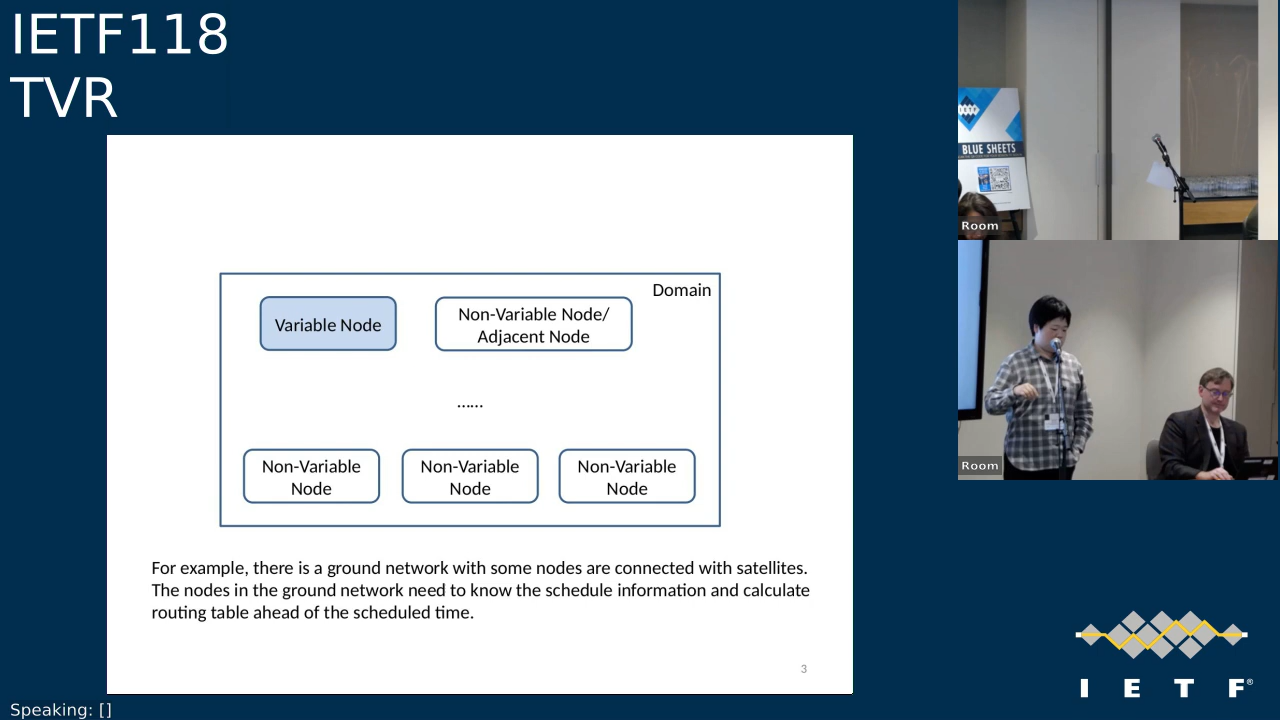 IETF118
TVR
Domain
Variable Node
Non-Variable Node/
Adjacent Node
......
Non-Variable
Node
Non-Variable
Node
Non-Variable
Node
For example, there is a ground network with some nodes are connected with satellites.
The nodes in the ground network need to know the schedule information and calculate
routing table ahead of the scheduled time.
3
BLUE SHEETS
Room
Room
I E T F®
Speaking: []